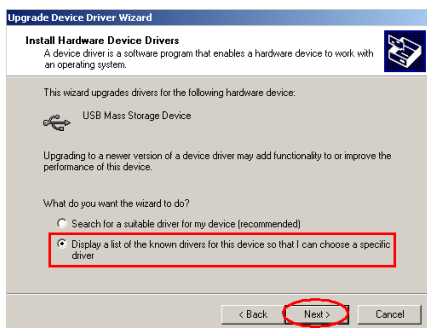 Upgrade Device Driver Wizard
Install Hardware Device Drivers
A device driver is a software program that enables a hardware device to work with
an operating system.
This wizard upgrades drivers for the following hardware device:
USB Mass Storage Device
Upgrading to a newer version of a device driver may add functionality to or improve the
performance of this device.
What do you want the wizard to do?
Search for a suitable driver for my device (recommended)
Display a list of the known drivers for this device so that I can choose a specific
driver
< Back Next > Cancel